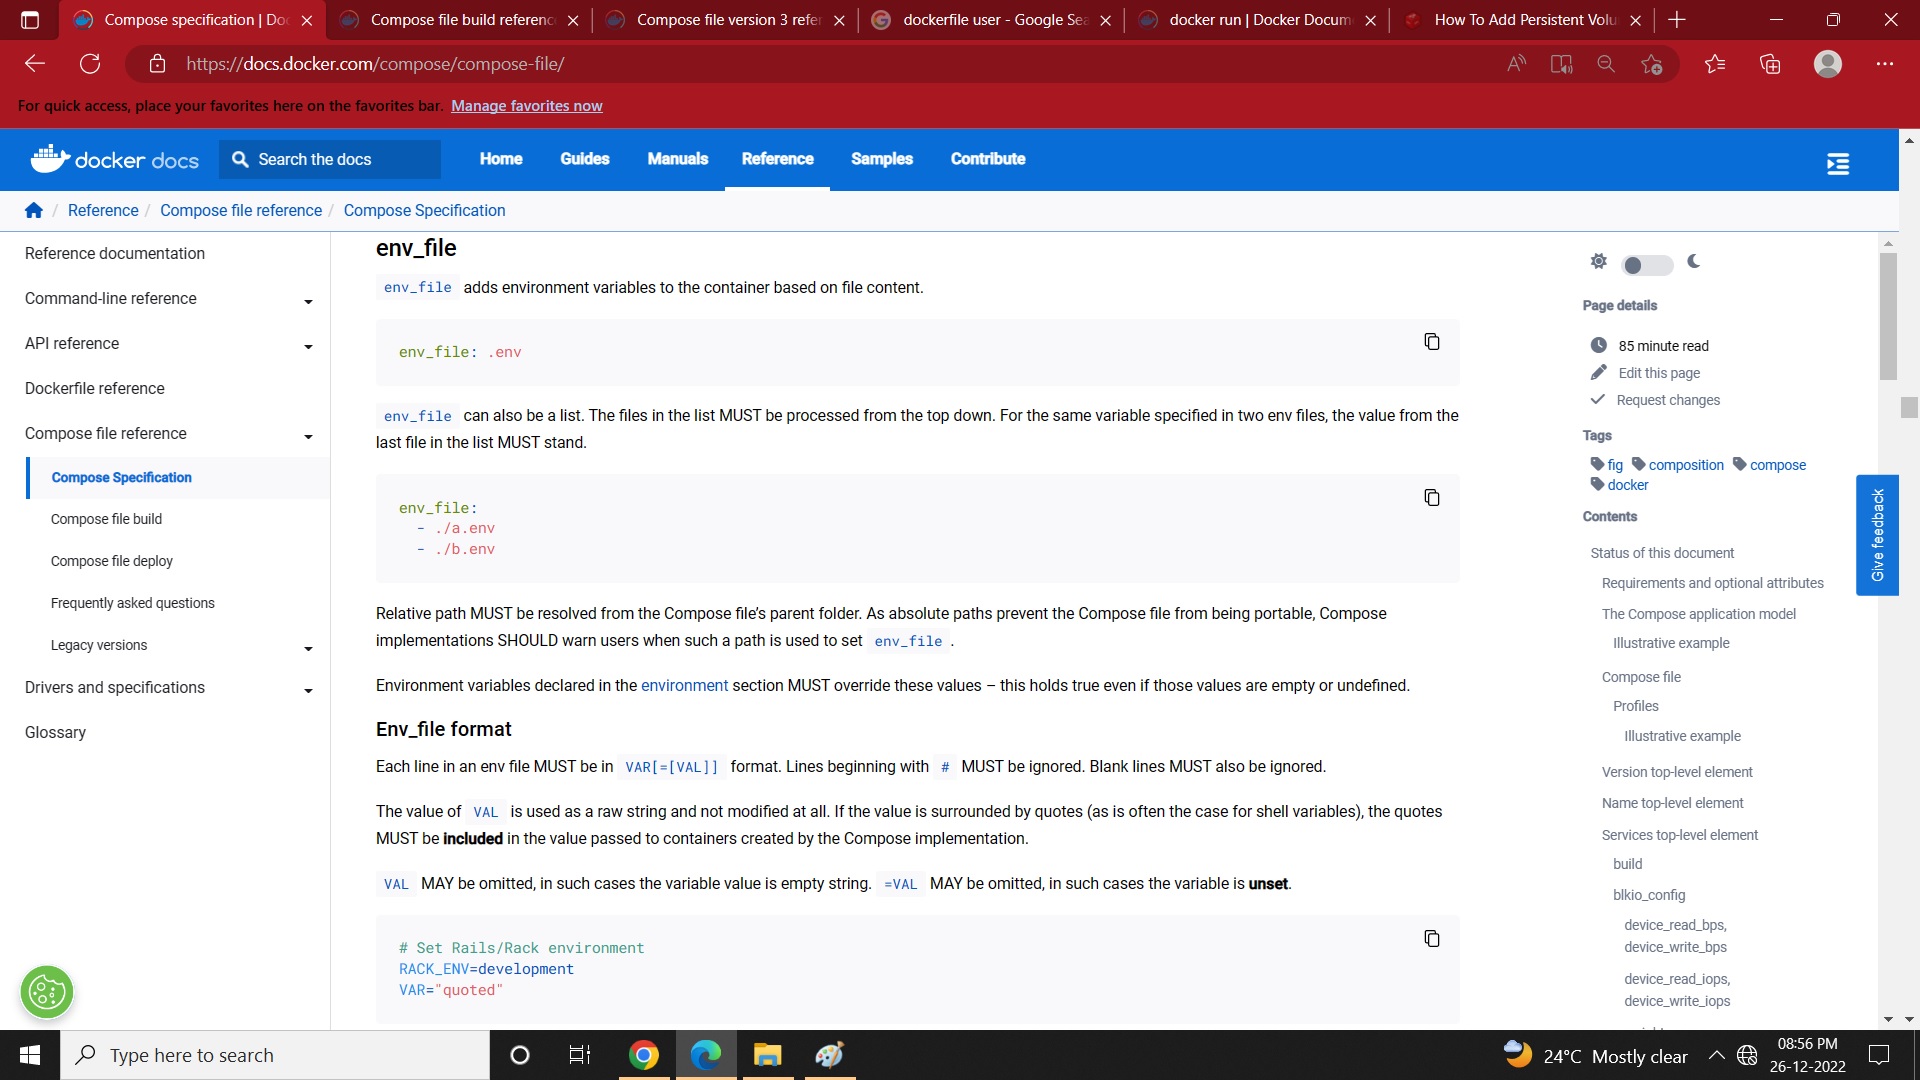 Compose specification | Doc
Compose file build reference
Compose file version 3 refer
dockerfile user - Google Sea
docker run | Docker Docum
How To Add Persistent Volu
https://docs.docker.com/compose/compose-file/
For quick access, place your favorites here on the favorites bar. Manage favorites now
docker docs
Search the docs
Home
Guides
Manuals
Reference
Samples
Contribute
/ Reference / Compose file reference / Compose Specification
Reference documentation
Command-line reference
API reference
Dockerfile reference
Compose file reference
Compose Specification
Compose file build
Compose file deploy
Frequently asked questions
Legacy versions
Drivers and specifications
Glossary
env_file
env_file adds environment variables to the container based on file content.
env_file: .env
env_file can also be a list. The files in the list MUST be processed from the top down. For the same variable specified in two env files, the value from the
last file in the list MUST stand.
env_file:
- ./a.env
- ./b.env
Relative path MUST be resolved from the Compose file’s parent folder. As absolute paths prevent the Compose file from being portable, Compose
implementations SHOULD warn users when such a path is used to set env_file .
Environment variables declared in the environment section MUST override these values – this holds true even if those values are empty or undefined.
Env_file format
Each line in an env file MUST be in VAR[=[VAL]] format. Lines beginning with # MUST be ignored. Blank lines MUST also be ignored.
The value of VAL is used as a raw string and not modified at all. If the value is surrounded by quotes (as is often the case for shell variables), the quotes
MUST be included in the value passed to containers created by the Compose implementation.
VAL MAY be omitted, in such cases the variable value is empty string. =VAL MAY be omitted, in such cases the variable is unset.
# Set Rails/Rack environment
RACK_ENV=development
VAR="quoted"
Page details
85 minute read
Edit this page
Request changes
Tags
fig composition compose
docker
Contents
Status of this document
Requirements and optional attributes
The Compose application model
Illustrative example
Compose file
Profiles
Illustrative example
Version top-level element
Name top-level element
Services top-level element
build
blkio_config
device_read_bps,
device_write_bps
device_read_iops,
device_write_iops
Give feedback
Type here to search
24°C Mostly clear
08:56 PM
26-12-2022